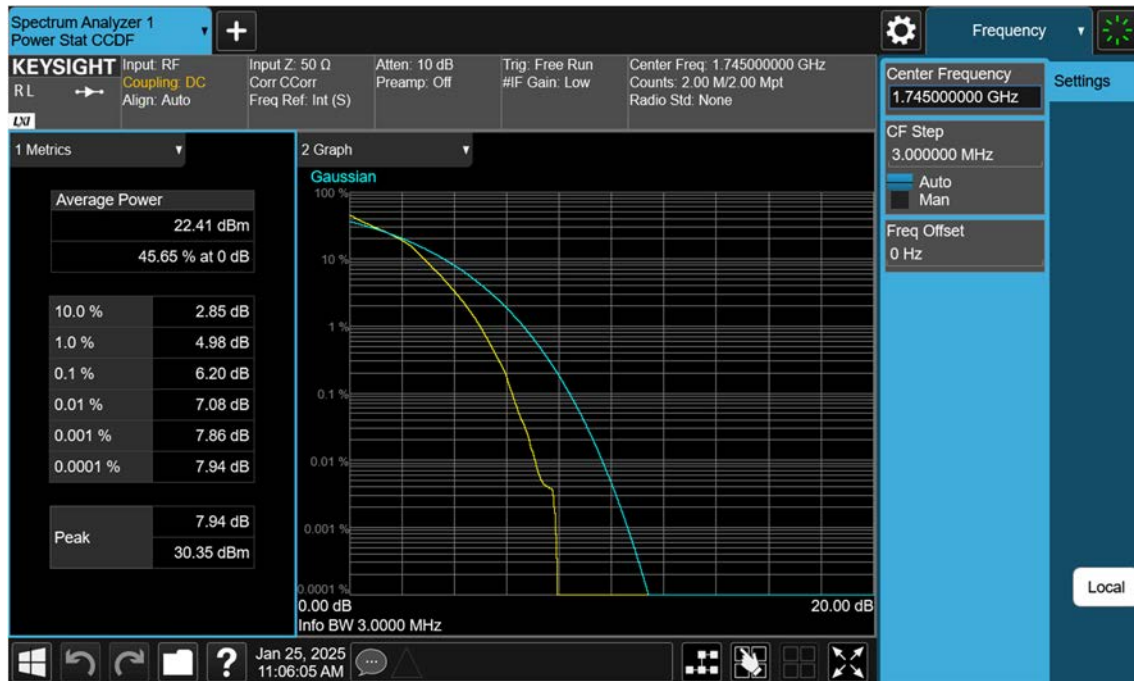 Spectrum Analyzer 1
Power Stat CCDF
+
Frequency
KEYSIGHT
R L
LXI
Input: RF
Coupling: DC
Align: Auto
Input Z: 50 Ω
Corr CCorr
Freq Ref: Int (S)
Atten: 10 dB
Preamp: Off
Trig: Free Run
#IF Gain: Low
Center Freq: 1.745000000 GHz
Counts: 2.00 M/2.00 Mpt
Radio Std: None
Center Frequency
1.745000000 GHz
Settings
CF Step
3.000000 MHz
Auto
Man
Freq Offset
0 Hz
1 Metrics
Average Power
22.41 dBm
45.65 % at 0 dB
10.0 % 2.85 dB
1.0 % 4.98 dB
0.1 % 6.20 dB
0.01 % 7.08 dB
0.001 % 7.86 dB
0.0001 % 7.94 dB
Peak
7.94 dB
30.35 dBm
2 Graph
Gaussian
100 %
10 %
1 %
0.1 %
0.01 %
0.001 %
0.0001 %
0.00 dB 20.00 dB
Info BW 3.0000 MHz
Local
?
Jan 25, 2025
11:06:05 AM